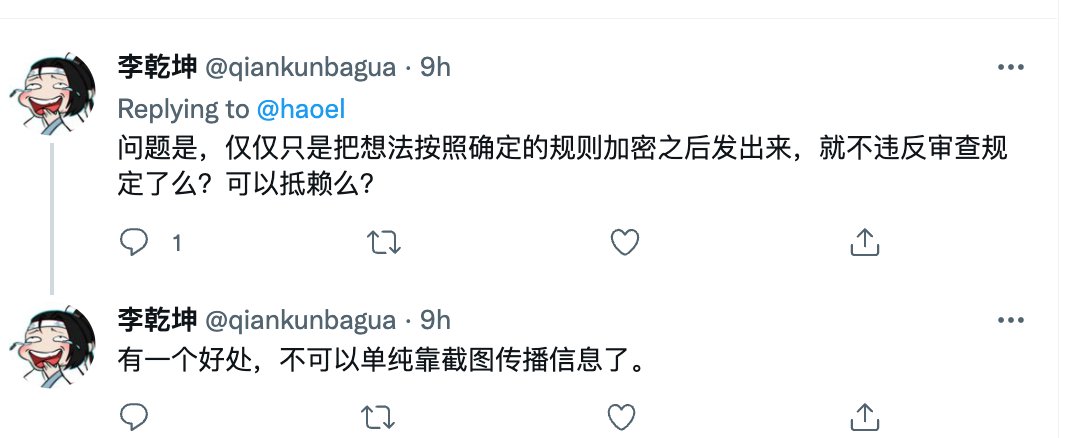 李乾坤 @qiankunbagua · 9h
Replying to @haoel
问题是，仅仅只是把想法按照确定的规则加密之后发出来，就不违反审查规
定了么？可以抵赖么？
1
李乾坤 @qiankunbagua · 9h
有一个好处，不可以单纯靠截图传播信息了。